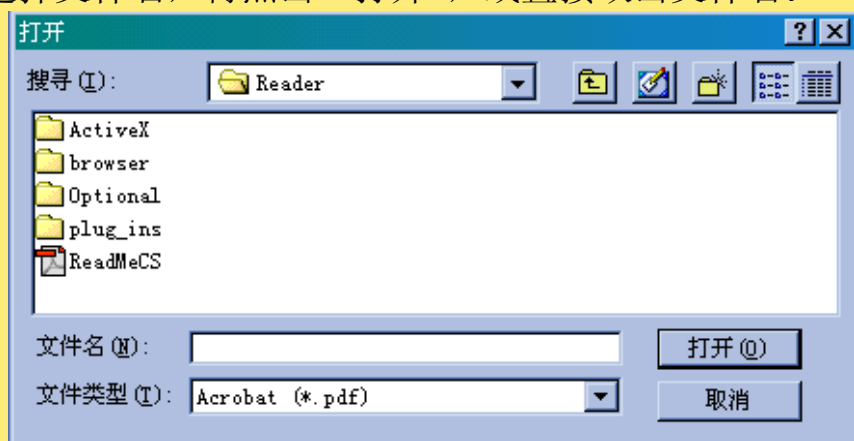 打开
搜寻(I):
Reader
ActiveX
browser
Optional
plug_ins
ReadMeCS
文件名(N):
打开(O)
文件类型(T):
Acrobat (*.pdf)
取消